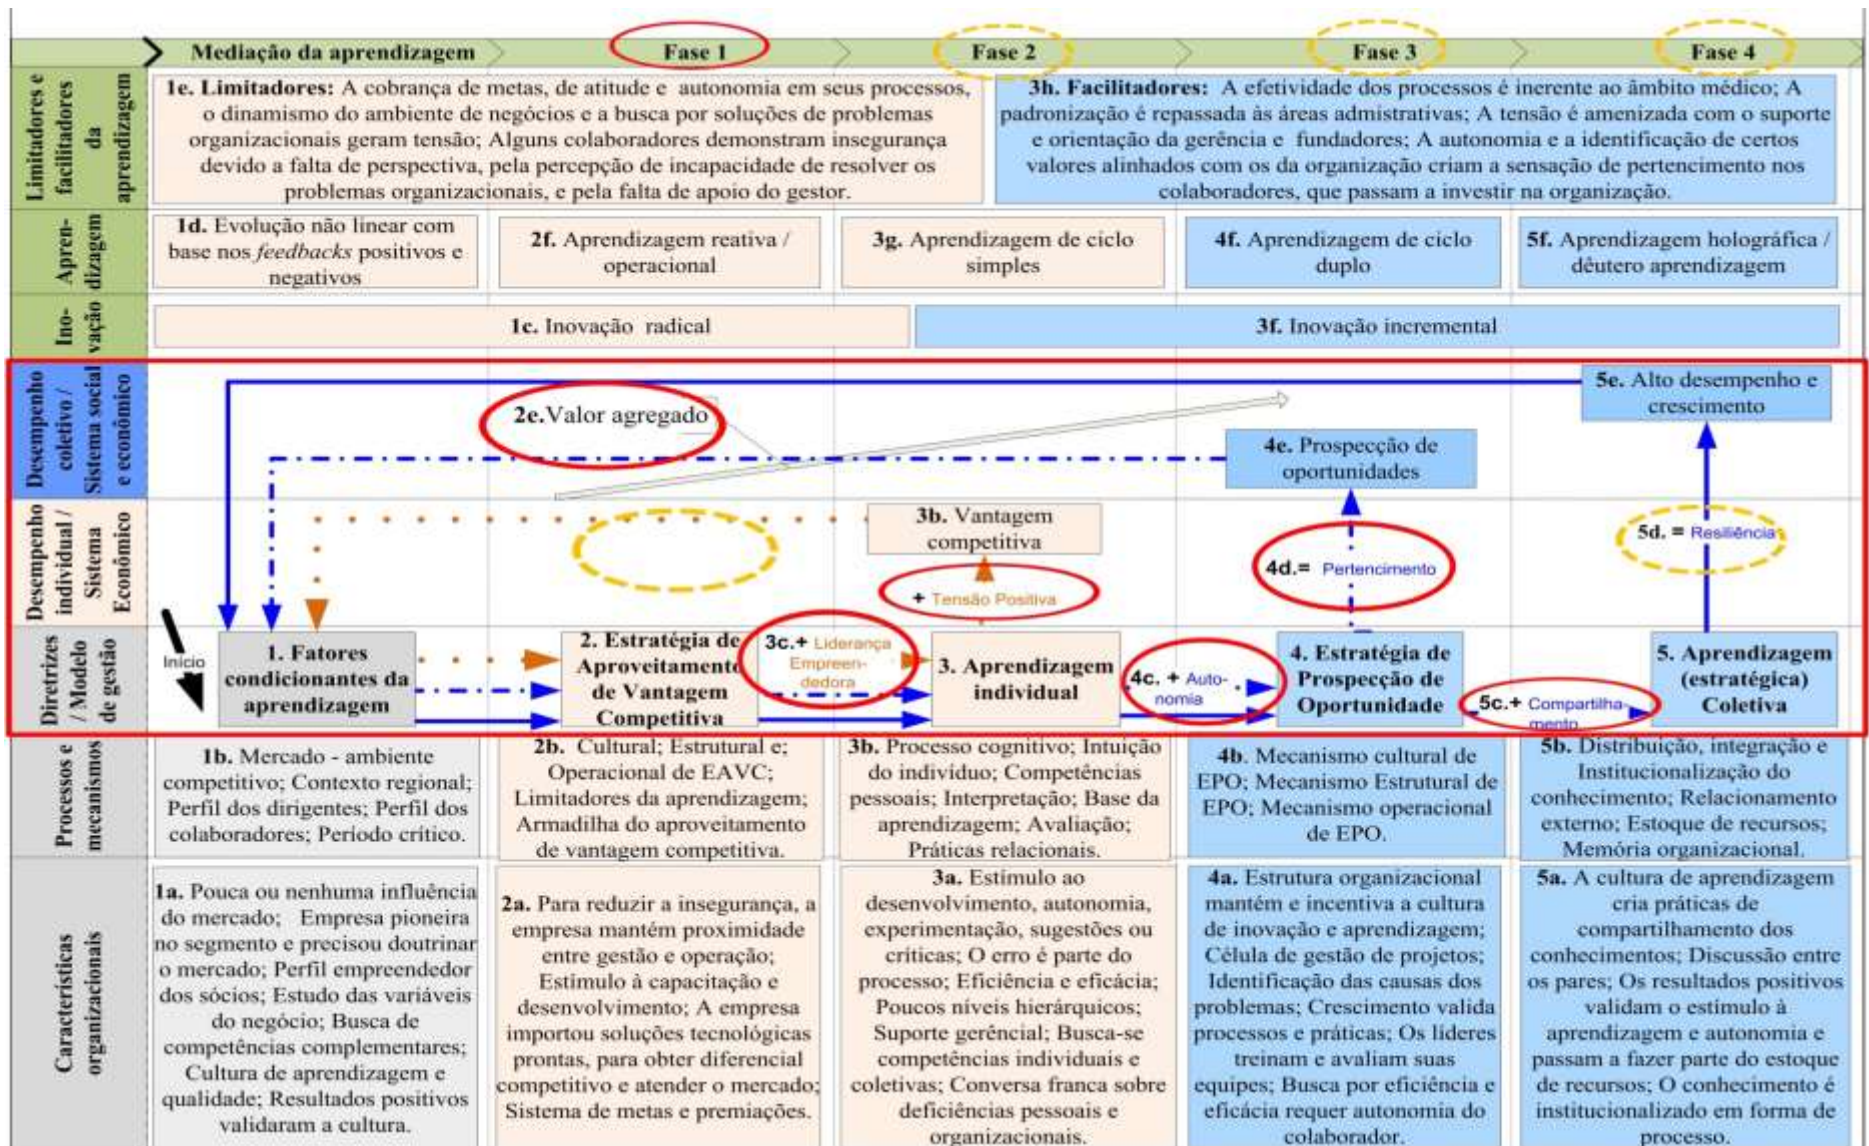 Mediação da aprendizagem
Fase 1
Fase 2
Fase 3
Fase 4
Limitadores e
facilitadores
da
aprendizagem
1e. Limitadores: A cobrança de metas, de atitude e autonomia em seus processos,
o dinamismo do ambiente de negócios e a busca por soluções de problemas
organizacionais geram tensão; Alguns colaboradores demonstram insegurança
devido a falta de perspectiva, pela percepção de incapacidade de resolver os
problemas organizacionais, e pela falta de apoio do gestor.
3h. Facilitadores: A efetividade dos processos é inerente ao âmbito médico; A
padronização é repassada às áreas admistrativas; A tensão é amenizada com o suporte
e orientação da gerência e fundadores; A autonomia e a identificação de certos
valores alinhados com os da organização criam a sensação de pertencimento nos
colaboradores, que passam a investir na organização.
Apren-
dizagem
1d. Evolução não linear com
base nos feedbacks positivos e
negativos
2f. Aprendizagem reativa /
operacional
3g. Aprendizagem de ciclo
simples
4f. Aprendizagem de ciclo
duplo
5f. Aprendizagem holográfica /
dêutero aprendizagem
Ino-
vação
1c. Inovação radical
3f. Inovação incremental
Desempenho
coletivo /
Sistema social
e econômico
2e.Valor agregado
4e. Prospecção de
oportunidades
5e. Alto desempenho e
crescimento
Desempenho
individual /
Sistema
Econômico
3b. Vantagem
competitiva
+ Tensão Positiva
4d.= Pertencimento
5d. = Resiliência
Diretrizes
/ Modelo
de gestão
Início
1. Fatores
condicionantes da
aprendizagem
2. Estratégia de
Aproveitamento
de Vantagem
Competitiva
3c.+ Liderança
Empreen-
dedora
3. Aprendizagem
individual
4c. + Auto-
nomia
4. Estratégia de
Prospecção de
Oportunidade
5c.+ Compartilha-
mento
5. Aprendizagem
(estratégica)
Coletiva
Processos e
mecanismos
1b. Mercado - ambiente
competitivo; Contexto regional;
Perfil dos dirigentes; Perfil dos
colaboradores; Período crítico.
2b. Cultural; Estrutural e;
Operacional de EAVC;
Limitadores da aprendizagem;
Armadilha do aproveitamento
de vantagem competitiva.
3b. Processo cognitivo; Intuição
do indivíduo; Competências
pessoais; Interpretação; Base da
aprendizagem; Avaliação;
Práticas relacionais.
4b. Mecanismo cultural de
EPO; Mecanismo Estrutural de
EPO; Mecanismo operacional
de EPO.
5b. Distribuição, integração e
Institucionalização do
conhecimento; Relacionamento
externo; Estoque de recursos;
Memória organizacional.
Características
organizacionais
1a. Pouca ou nenhuma influência
do mercado; Empresa pioneira
no segmento e precisou doutrinar
o mercado; Perfil empreendedor
dos sócios; Estudo das variáveis
do negócio; Busca de
competências complementares;
Cultura de aprendizagem e
qualidade; Resultados positivos
validaram a cultura.
2a. Para reduzir a insegurança, a
empresa mantém proximidade
entre gestão e operação;
Estímulo à capacitação e
desenvolvimento; A empresa
importou soluções tecnológicas
prontas, para obter diferencial
competitivo e atender o mercado;
Sistema de metas e premiações.
3a. Estímulo ao
desenvolvimento, autonomia,
experimentação, sugestões ou
críticas; O erro é parte do
processo; Eficiência e eficácia;
Poucos níveis hierárquicos;
Suporte gerêncial; Busca-se
competências individuais e
coletivas; Conversa franca sobre
deficiências pessoais e
organizacionais.
4a. Estrutura organizacional
mantém e incentiva a cultura
de inovação e aprendizagem;
Célula de gestão de projetos;
Identificação das causas dos
problemas; Crescimento valida
processos e práticas; Os líderes
treinam e avaliam suas
equipes; Busca por eficiência e
eficácia requer autonomia do
colaborador.
5a. A cultura de aprendizagem
cria práticas de
compartilhamento dos
conhecimentos; Discussão entre
os pares; Os resultados positivos
validam o estímulo à
aprendizagem e autonomia e
passam a fazer parte do estoque
de recursos; O conhecimento é
institucionalizado em forma de
processo.